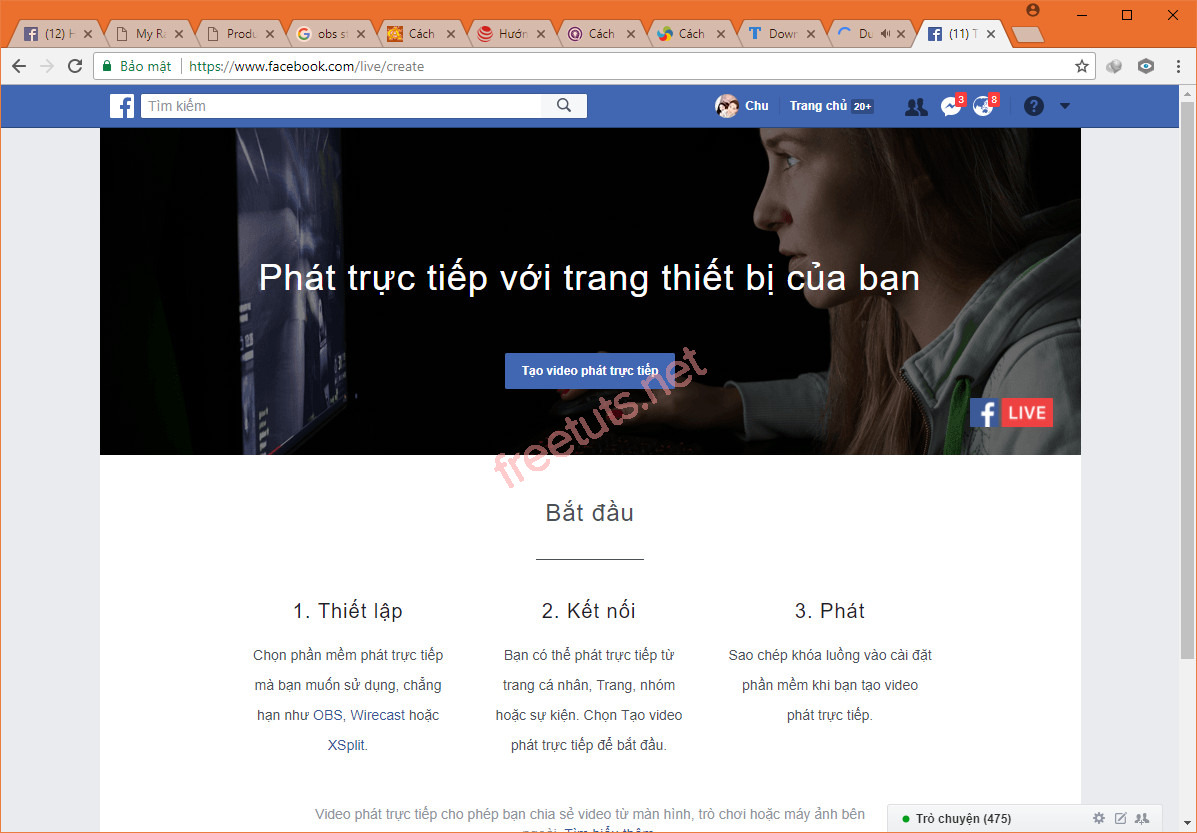 (12) H
My Ra
Produ
obs st
Cách
Hướn
Cách
Cách
Down
Du
(11) T
Bảo mật
https://www.facebook.com/live/create
Tìm kiếm
Chu
Trang chủ 20+
3
8
Phát trực tiếp với trang thiết bị của bạn
Tạo video phát trực tiếp
freetuts.net
LIVE
Bắt đầu
1. Thiết lập
Chọn phần mềm phát trực tiếp
mà bạn muốn sử dụng, chẳng
hạn như OBS, Wirecast hoặc
XSplit.
2. Kết nối
Bạn có thể phát trực tiếp từ
trang cá nhân, Trang, nhóm
hoặc sự kiện. Chọn Tạo video
phát trực tiếp để bắt đầu.
3. Phát
Sao chép khóa luồng vào cài đặt
phần mềm khi bạn tạo video
phát trực tiếp.
Video phát trực tiếp cho phép bạn chia sẻ video từ màn hình, trò chơi hoặc máy ảnh bên
ngoài. Tìm hiểu thêm
Trò chuyện (475)